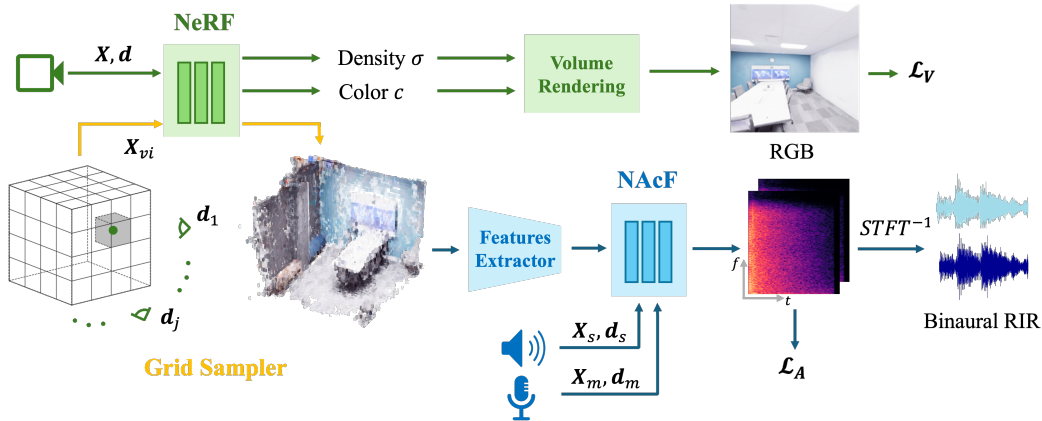 NeRF
X, d
Density σ
Color c
Volume
Rendering
RGB
𝓛_V
X_vi
d_1
d_j
Grid Sampler
Features
Extractor
NAcF
X_s, d_s
X_m, d_m
f
t
STFT^{-1}
Binaural RIR
𝓛_A